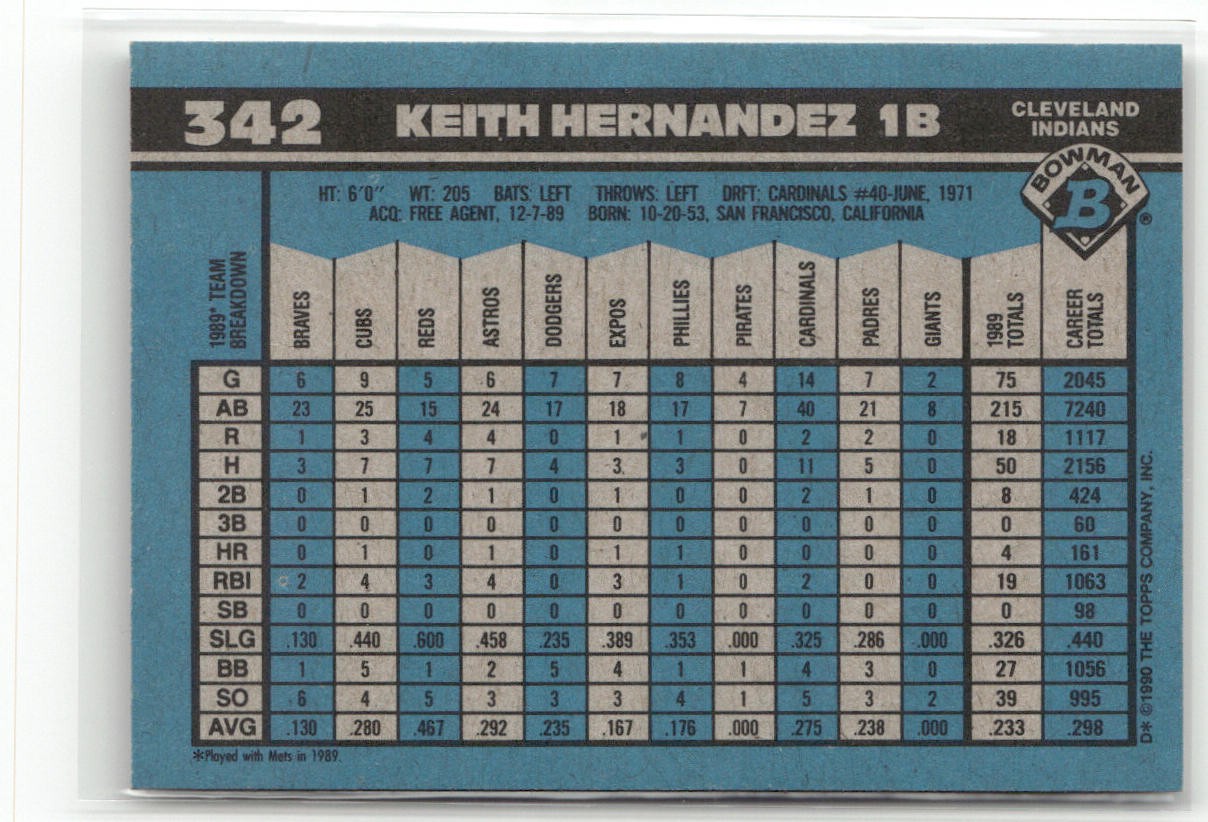 342 KEITH HERNANDEZ 1B CLEVELAND INDIANS
BOWMAN B ®
HT: 6'0" WT: 205 BATS: LEFT THROWS: LEFT DRFT: CARDINALS #40-JUNE, 1971
ACQ: FREE AGENT, 12-7-89 BORN: 10-20-53, SAN FRANCISCO, CALIFORNIA
1989* TEAM BREAKDOWN BRAVES CUBS REDS ASTROS DODGERS EXPOS PHILLIES PIRATES CARDINALS PADRES GIANTS 1989 TOTALS CAREER TOTALS
G 6 9 5 6 7 7 8 4 14 7 2 75 2045
AB 23 25 15 24 17 18 17 7 40 21 8 215 7240
R 1 3 4 4 0 1 1 0 2 2 0 18 1117
H 3 7 7 7 4 3 3 0 11 5 0 50 2156
2B 0 1 2 1 0 1 0 0 2 1 0 8 424
3B 0 0 0 0 0 0 0 0 0 0 0 0 60
HR 0 1 0 1 0 1 1 0 0 0 0 4 161
RBI 2 4 3 4 0 3 1 0 2 0 0 19 1063
SB 0 0 0 0 0 0 0 0 0 0 0 0 98
SLG .130 .440 .600 .458 .235 .389 .353 .000 .325 .286 .000 .326 .440
BB 1 5 1 2 5 4 1 1 4 3 0 27 1056
SO 6 4 5 3 3 3 4 1 5 3 2 39 995
AVG .130 .280 .467 .292 .235 .167 .176 .000 .275 .238 .000 .233 .298
*Played with Mets in 1989.
D* ©1990 THE TOPPS COMPANY, INC.